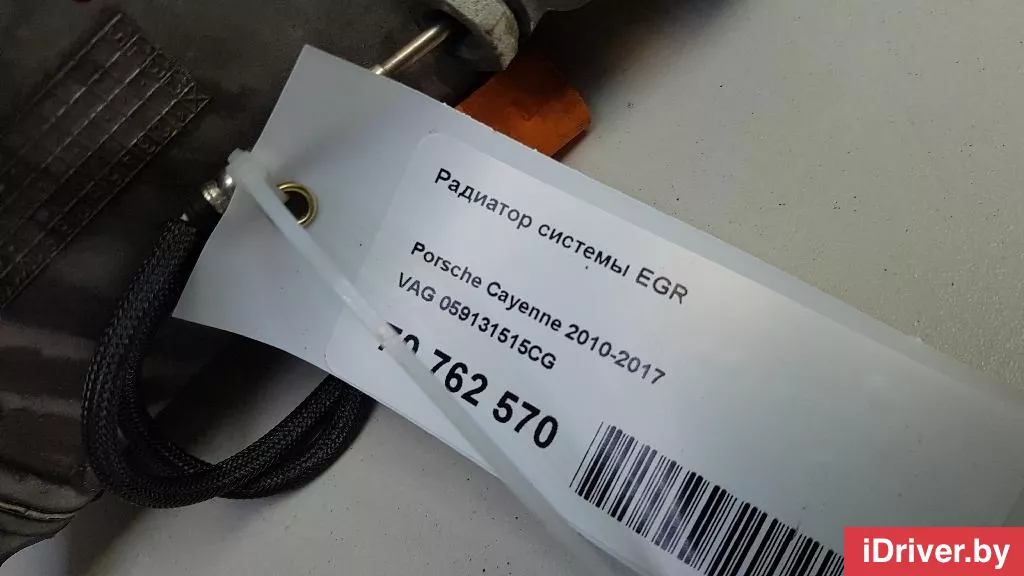 Радиатор системы EGR
Porsche Cayenne 2010-2017
VAG 059131515CG
762 570
iDriver.by